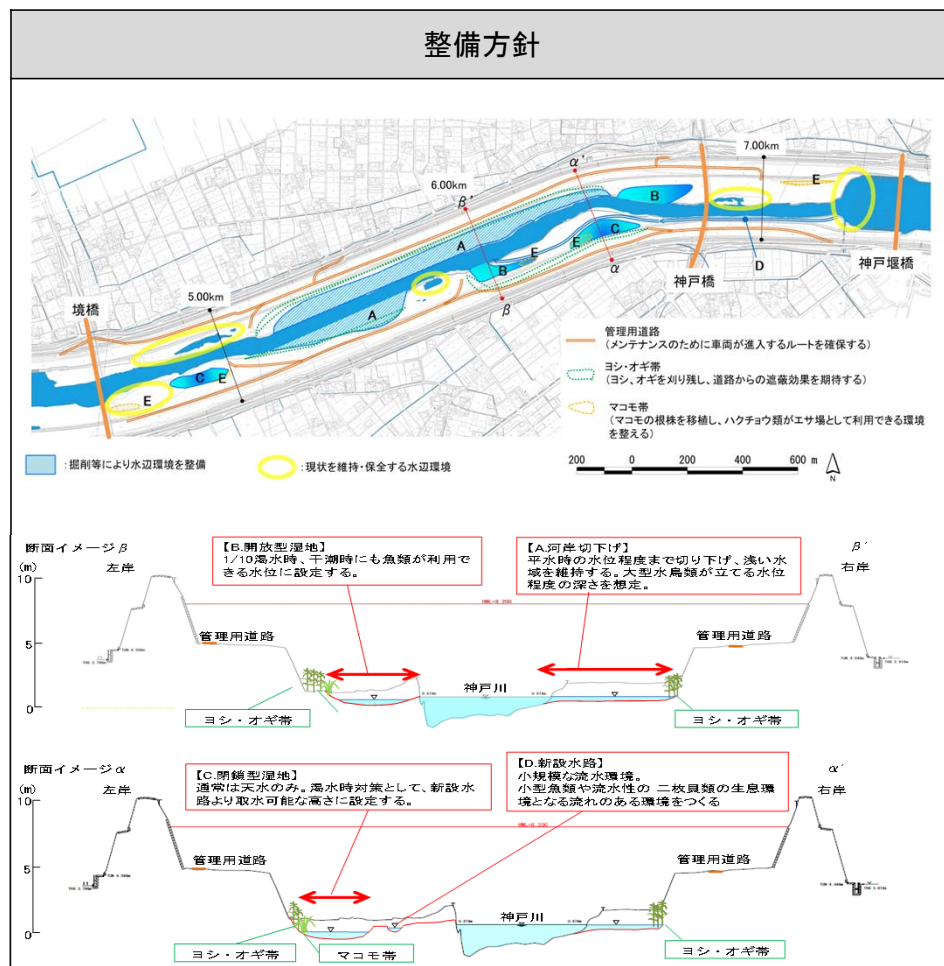 整備方針
7.00km
α'
E
6.00km
β'
B
A
C
E
E
神戸堰橋
B
α
神戸橋
D
5.00km
β
境橋
A
C
E
E
管理用道路
(メンテナンスのために車両が進入するルートを確保する)
ヨシ・オギ帯
(ヨシ、オギを刈り残し、道路からの遮蔽効果を期待する)
マコモ帯
(マコモの根株を移植し、ハクチョウ類がエサ場として利用できる環境
を整える)
:掘削等により水辺環境を整備
:現状を維持・保全する水辺環境
200 0 200 400 600 m
N
断面イメージβ
(m)
左岸
【B.開放型湿地】
1/10渇水時、干潮時にも魚類が利用で
きる水位に設定する。
【A.河岸切下げ】
平水時の水位程度まで切り下げ、浅い水
域を維持する。大型水鳥類が立てる水位
程度の深さを想定。
β'
右岸
10
5
0
管理用道路
管理用道路
神戸川
ヨシ・オギ帯
ヨシ・オギ帯
断面イメージα
(m)
左岸
【C.閉鎖型湿地】
通常は天水のみ。渇水時対策として、新設水
路より取水可能な高さに設定する。
【D.新設水路】
小規模な流水環境。
小型魚類や流水性の 二枚貝類の生息環
境となる流れのある環境をつくる
α'
右岸
10
5
0
管理用道路
管理用道路
神戸川
ヨシ・オギ帯
マコモ帯
ヨシ・オギ帯